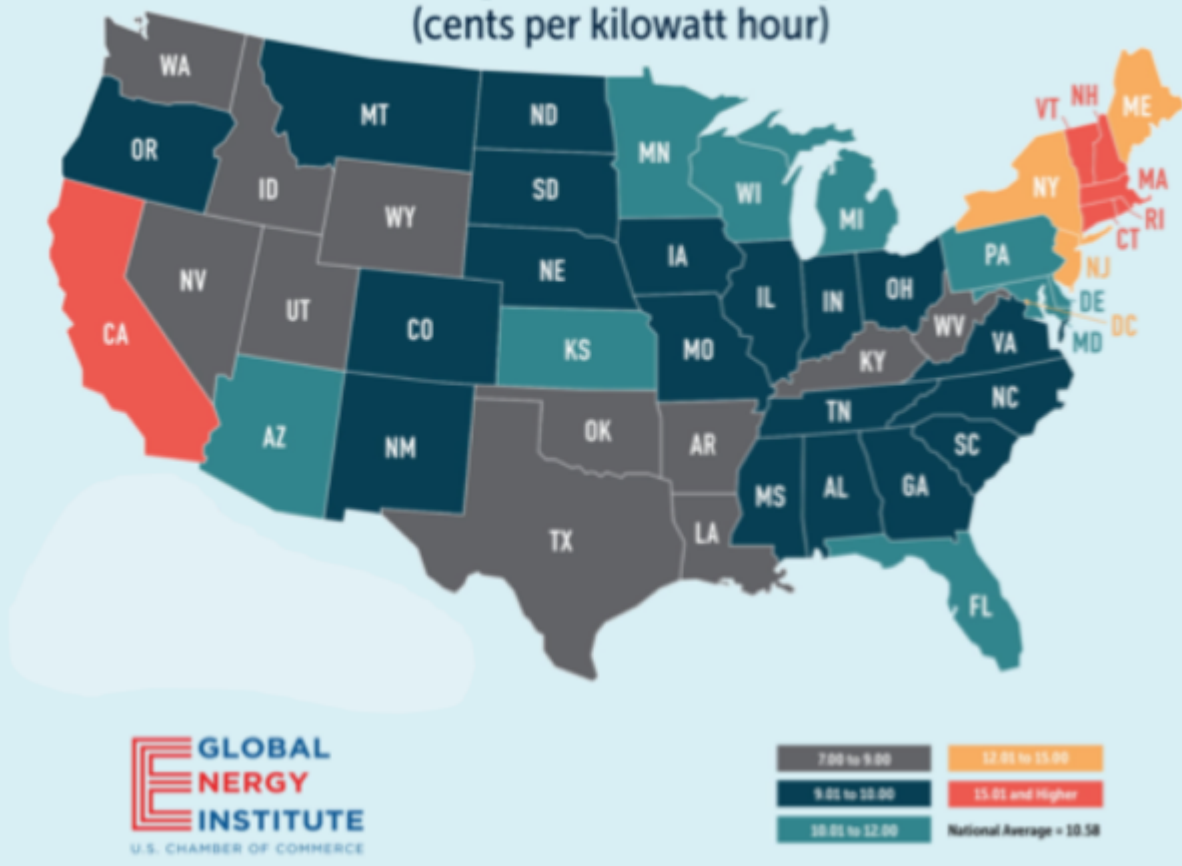 (cents per kilowatt hour)
WA
MT
ND
MN
OR
ID
WY
SD
WI
MI
NY
VT
NH
ME
MA
RI
CT
NV
UT
CO
NE
IA
IL
IN
OH
PA
NJ
DE
DC
MD
CA
KS
MO
KY
WV
VA
AZ
NM
OK
AR
TN
NC
SC
TX
LA
MS
AL
GA
FL
GLOBAL
ENERGY
INSTITUTE
U.S. CHAMBER OF COMMERCE
7.00 to 9.00
12.01 to 15.00
9.01 to 10.00
15.01 and Higher
10.01 to 12.00
National Average = 10.58